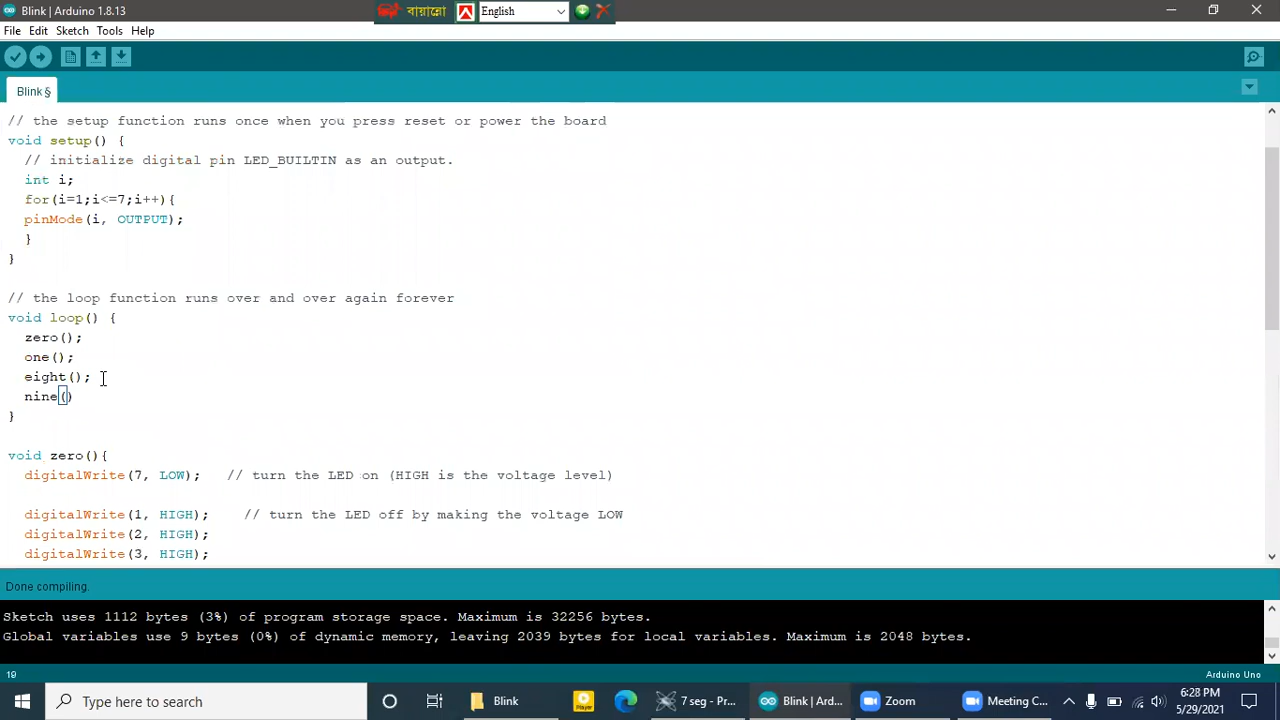 Blink | Arduino 1.8.13
বায়ান্নো
English
File Edit Sketch Tools Help
Blink §
// the setup function runs once when you press reset or power the board
void setup() {
// initialize digital pin LED_BUILTIN as an output.
int i;
for(i=1;i<=7;i++){
pinMode(i, OUTPUT);
}
}
// the loop function runs over and over again forever
void loop() {
zero();
one();
eight();
nine()
}
void zero(){
digitalWrite(7, LOW);   // turn the LED on (HIGH is the voltage level)
digitalWrite(1, HIGH);    // turn the LED off by making the voltage LOW
digitalWrite(2, HIGH);
digitalWrite(3, HIGH);
Done compiling.
Sketch uses 1112 bytes (3%) of program storage space. Maximum is 32256 bytes.
Global variables use 9 bytes (0%) of dynamic memory, leaving 2039 bytes for local variables. Maximum is 2048 bytes.
19 Arduino Uno
Type here to search Blink Player 7 seg - Pr... Blink | Ard... Zoom Meeting C... 6:28 PM
5/29/2021